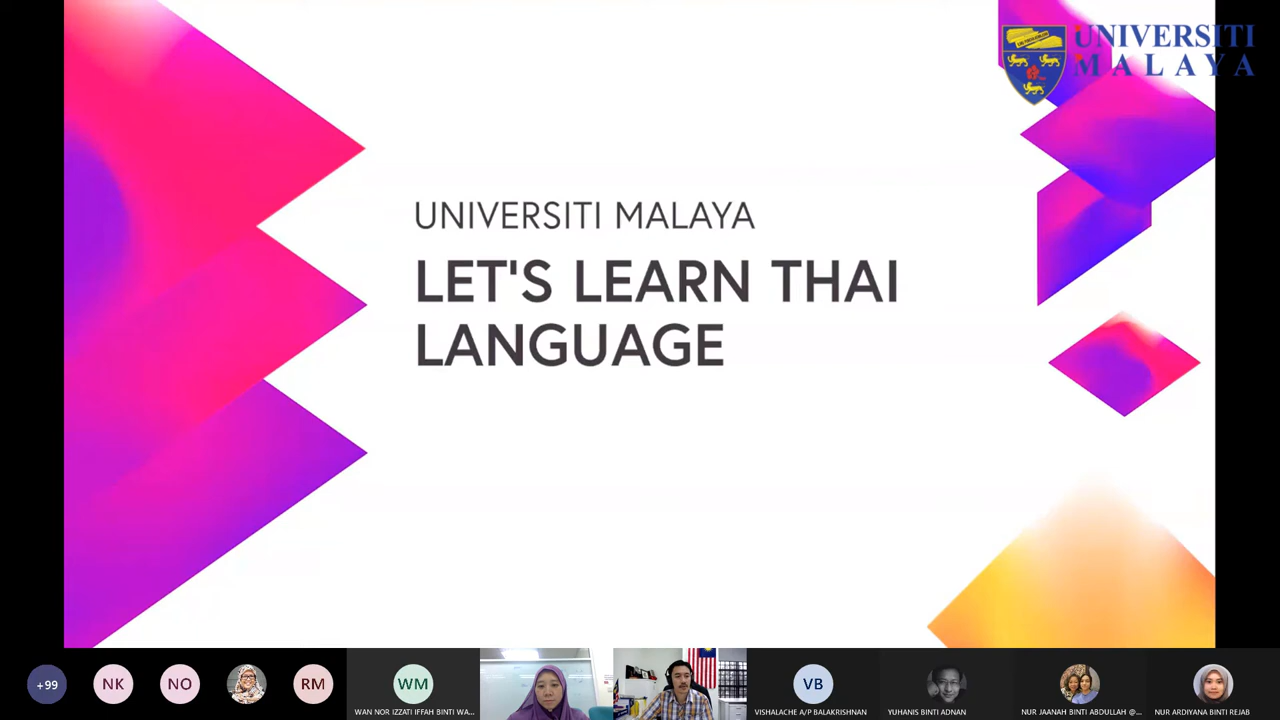 UNIVERSITI
MALAYA
UNIVERSITI MALAYA
LET'S LEARN THAI
LANGUAGE
+99
NK
NO
RM
WM
VB
WAN NOR IZZATI IFFAH BINTI WA...
VISHALACHE A/P BALAKRISHNAN
YUHANIS BINTI ADNAN
NUR JAANAH BINTI ABDULLAH @...
NUR ARDIYANA BINTI REJAB